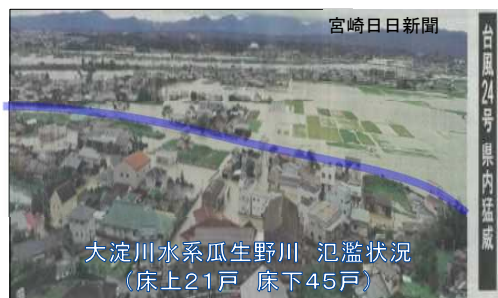 宮崎日日新聞
台風24号 県内猛威
大淀川水系瓜生野川 氾濫状況
(床上21戸 床下45戸)